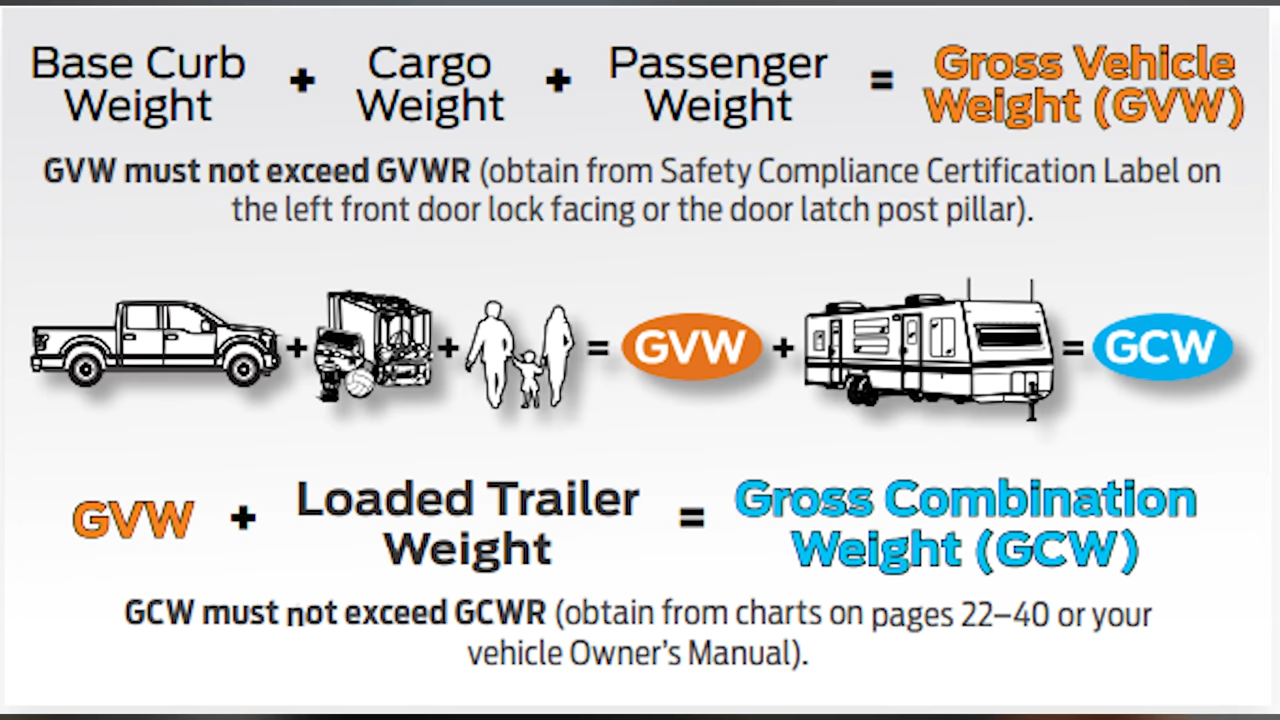 Base Curb Weight + Cargo Weight + Passenger Weight = Gross Vehicle Weight (GVW)
GVW must not exceed GVWR (obtain from Safety Compliance Certification Label on
the left front door lock facing or the door latch post pillar).
+ + = GVW + = GCW
GVW + Loaded Trailer Weight = Gross Combination Weight (GCW)
GCW must not exceed GCWR (obtain from charts on pages 22–40 or your
vehicle Owner's Manual).